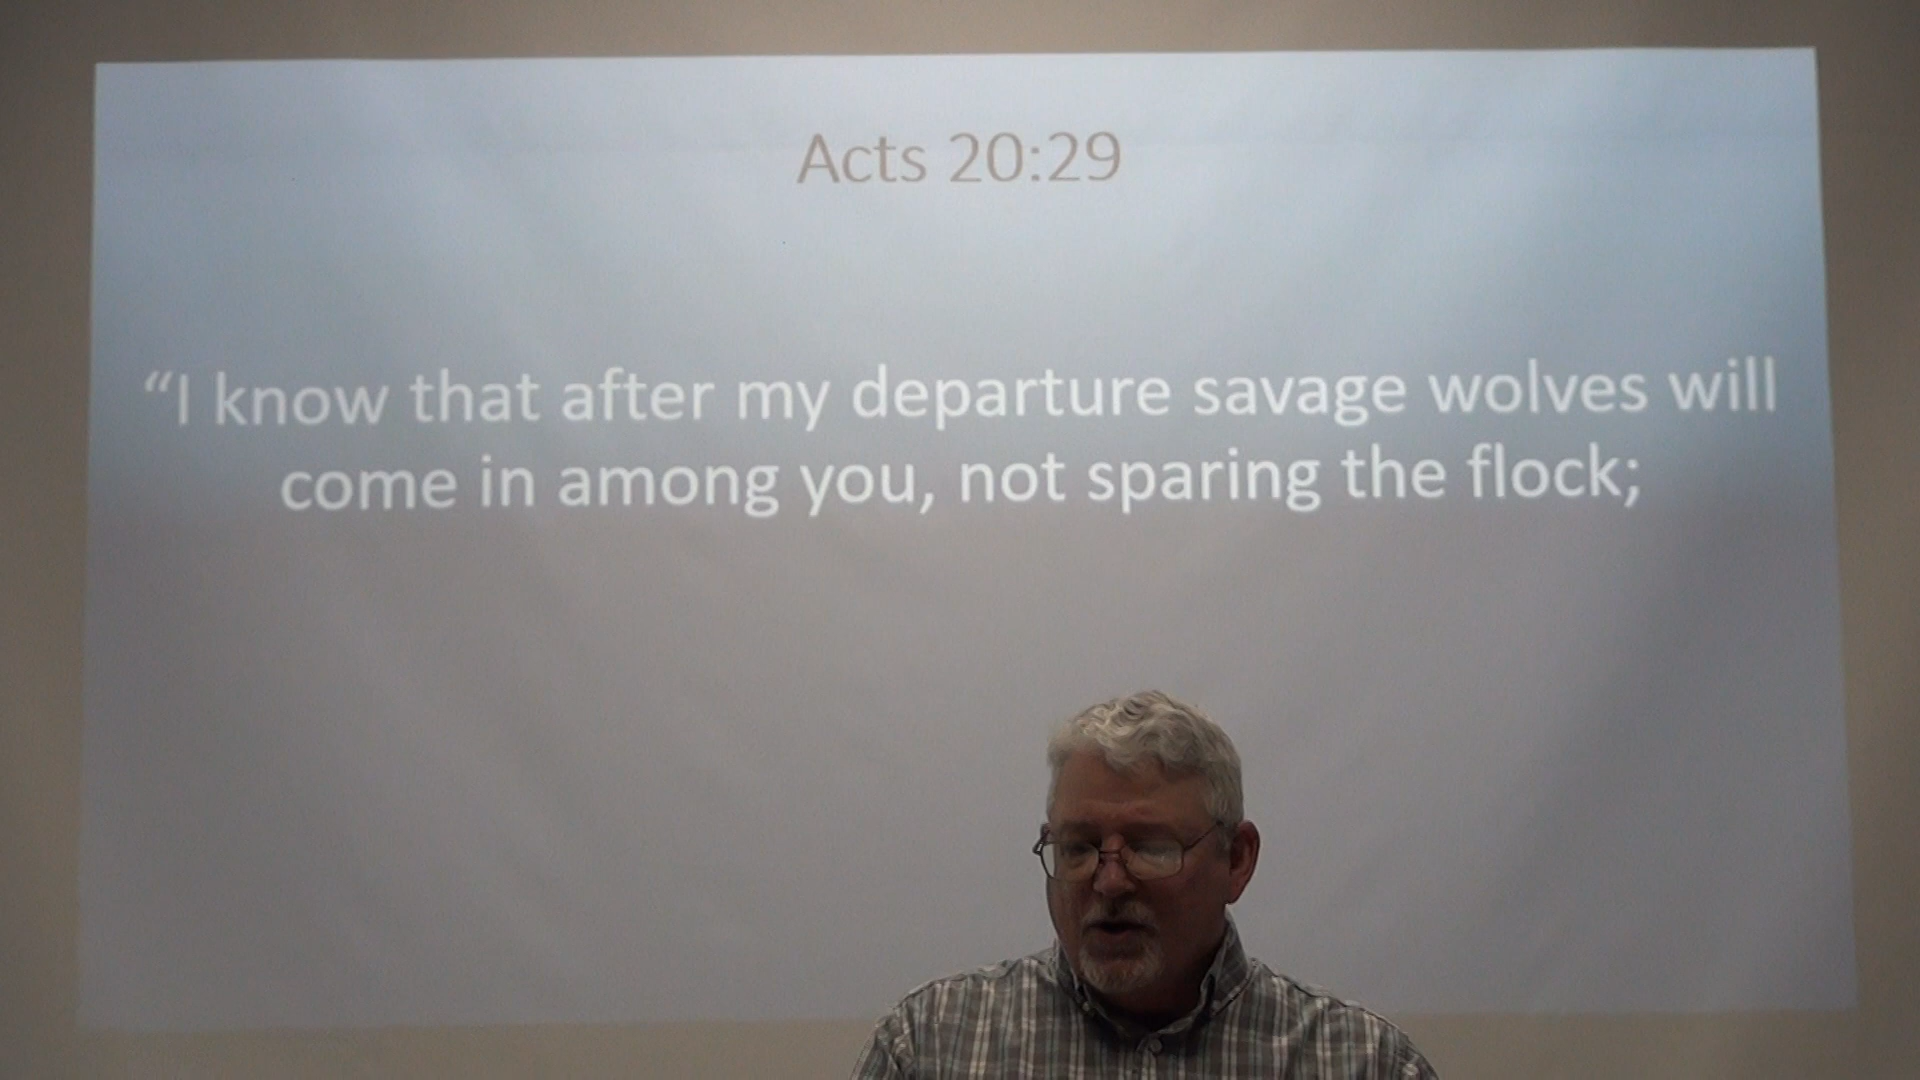 Acts 20:29
“I know that after my departure savage wolves will
come in among you, not sparing the flock;